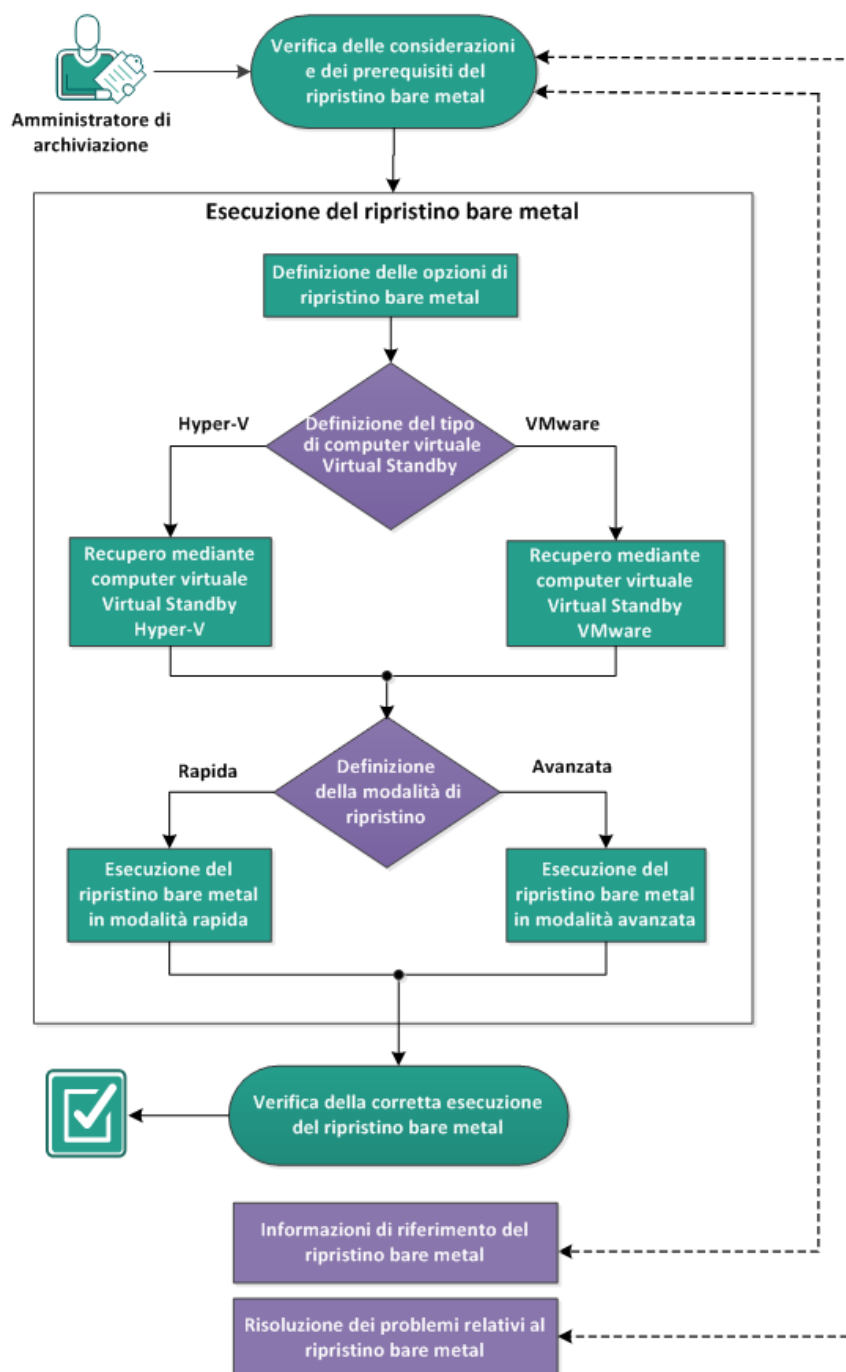 Verifica delle considerazioni
e dei prerequisiti del
ripristino bare metal
Amministratore di
archiviazione
Esecuzione del ripristino bare metal
Definizione delle opzioni di
ripristino bare metal
Hyper-V
Definizione del tipo
di computer virtuale
Virtual Standby
VMware
Recupero mediante
computer virtuale
Virtual Standby
Hyper-V
Recupero mediante
computer virtuale
Virtual Standby
VMware
Rapida
Definizione
della modalità di
ripristino
Avanzata
Esecuzione del
ripristino bare metal
in modalità rapida
Esecuzione del
ripristino bare metal
in modalità avanzata
Verifica della corretta esecuzione
del ripristino bare metal
Informazioni di riferimento del
ripristino bare metal
Risoluzione dei problemi relativi al
ripristino bare metal